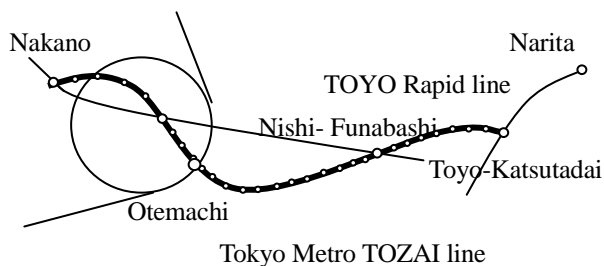 Nakano
Narita
TOYO Rapid line
Nishi- Funabashi
Toyo-Katsutadai
Otemachi
Tokyo Metro TOZAI line